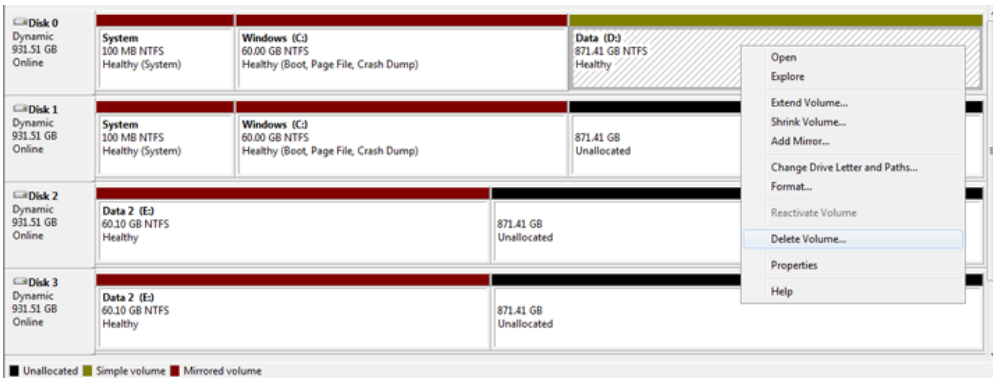 Disk 0
Dynamic
931.51 GB
Online
System
100 MB NTFS
Healthy (System)
Windows (C:)
60.00 GB NTFS
Healthy (Boot, Page File, Crash Dump)
Data (D:)
871.41 GB NTFS
Healthy
Disk 1
Dynamic
931.51 GB
Online
System
100 MB NTFS
Healthy (System)
Windows (C:)
60.00 GB NTFS
Healthy (Boot, Page File, Crash Dump)
871.41 GB
Unallocated
Disk 2
Dynamic
931.51 GB
Online
Data 2 (E:)
60.10 GB NTFS
Healthy
871.41 GB
Unallocated
Disk 3
Dynamic
931.51 GB
Online
Data 2 (E:)
60.10 GB NTFS
Healthy
871.41 GB
Unallocated
Open
Explore
Extend Volume...
Shrink Volume...
Add Mirror...
Change Drive Letter and Paths...
Format...
Reactivate Volume
Delete Volume...
Properties
Help
Unallocated Simple volume Mirrored volume